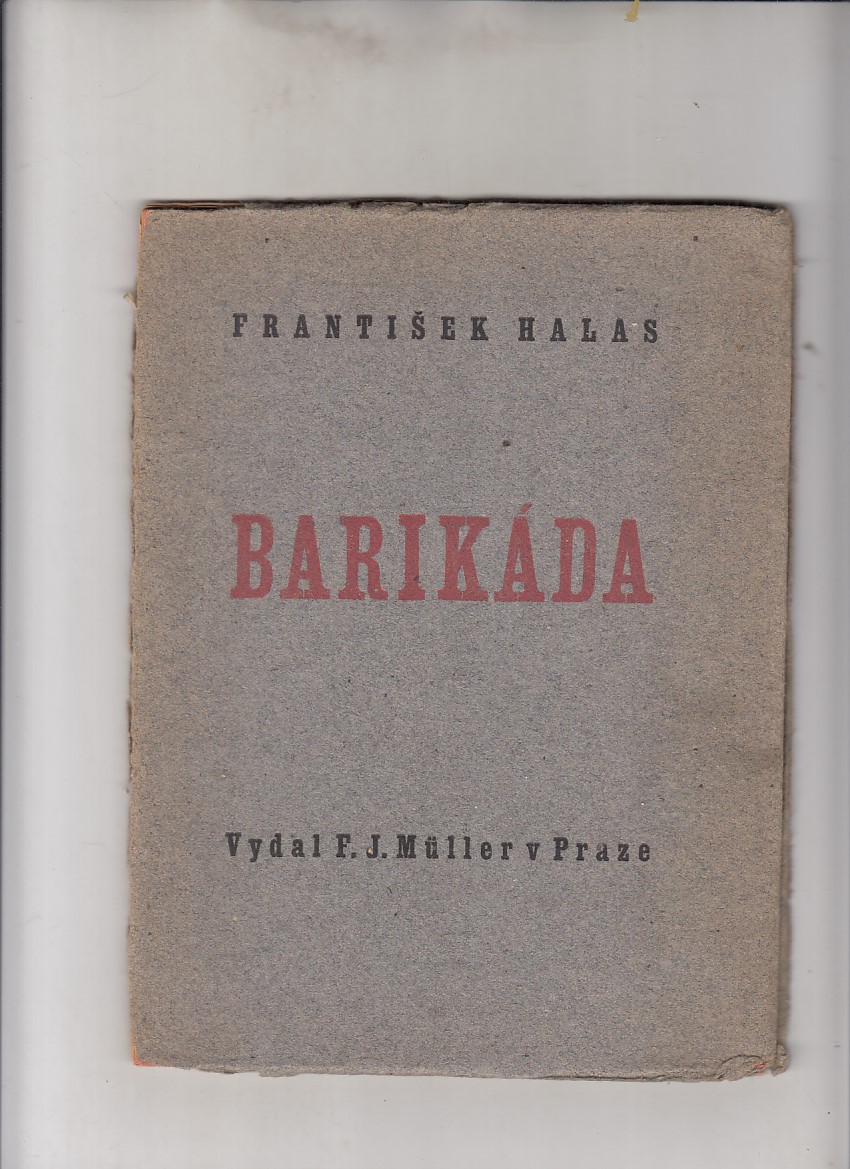 FRANTIŠEK HALAS
BARIKÁDA
Vydal F. J. Müller v Praze